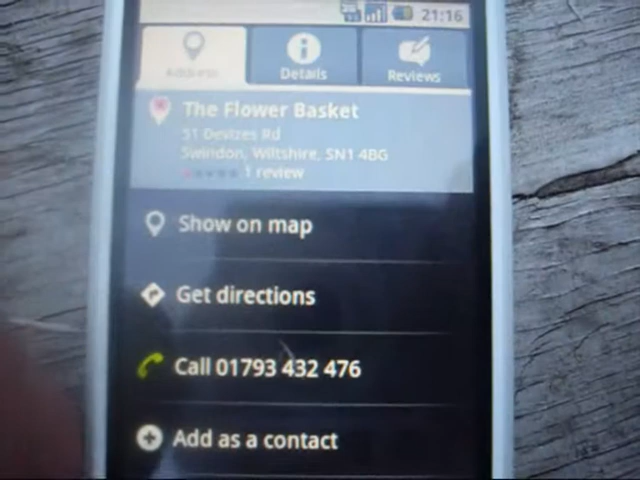 21:16
Address
Details
Reviews
The Flower Basket
51 Devizes Rd
Swindon, Wiltshire, SN1 4BG
1 review
Show on map
Get directions
Call 01793 432 476
Add as a contact